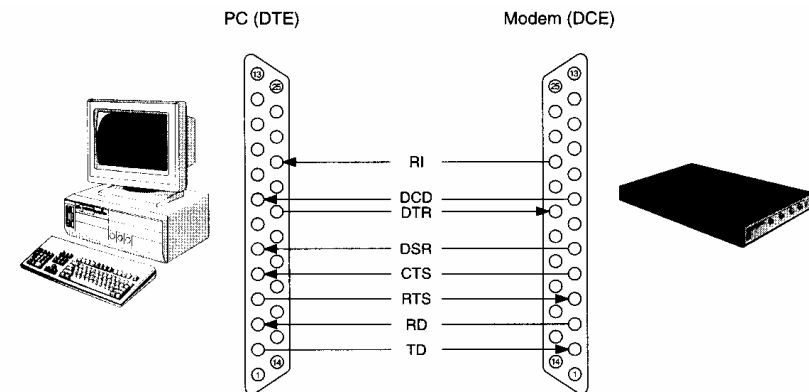 PC (DTE) Modem (DCE)
13 13
25 25
RI
DCD
DTR
DSR
CTS
RTS
RD
TD
14 14
1 1